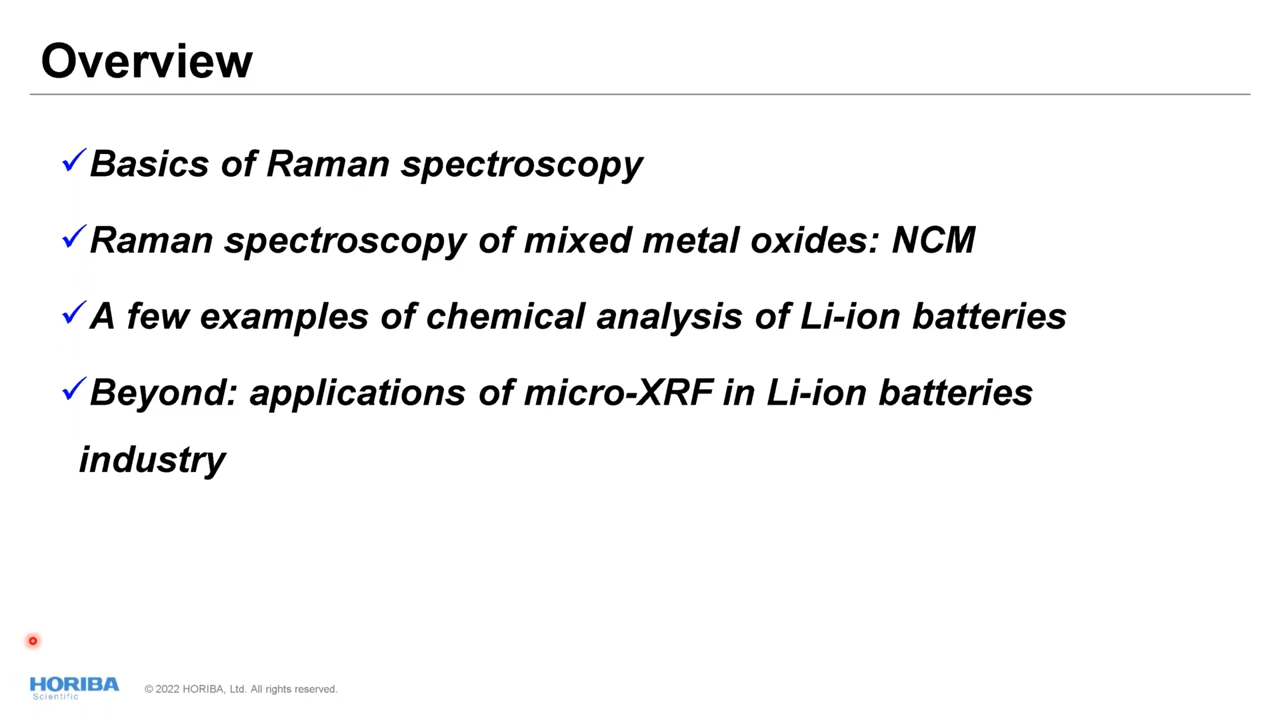 Overview
✓Basics of Raman spectroscopy
✓Raman spectroscopy of mixed metal oxides: NCM
✓A few examples of chemical analysis of Li-ion batteries
✓Beyond: applications of micro-XRF in Li-ion batteries
industry
HORIBA
Scientific
© 2022 HORIBA, Ltd. All rights reserved.